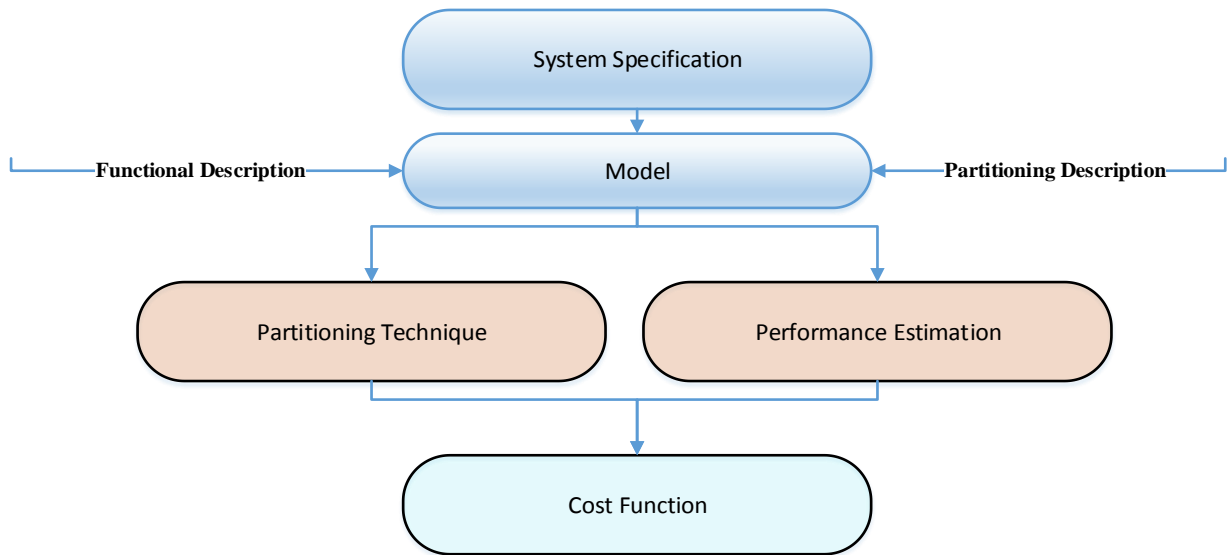 System Specification
Functional Description
Model
Partitioning Description
Partitioning Technique
Performance Estimation
Cost Function